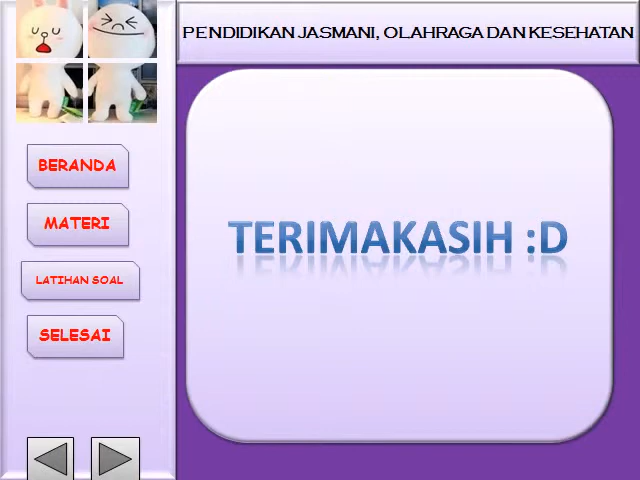 PENDIDIKAN JASMANI, OLAHRAGA DAN KESEHATAN
BERANDA
MATERI
LATIHAN SOAL
SELESAI
TERIMAKASIH :D